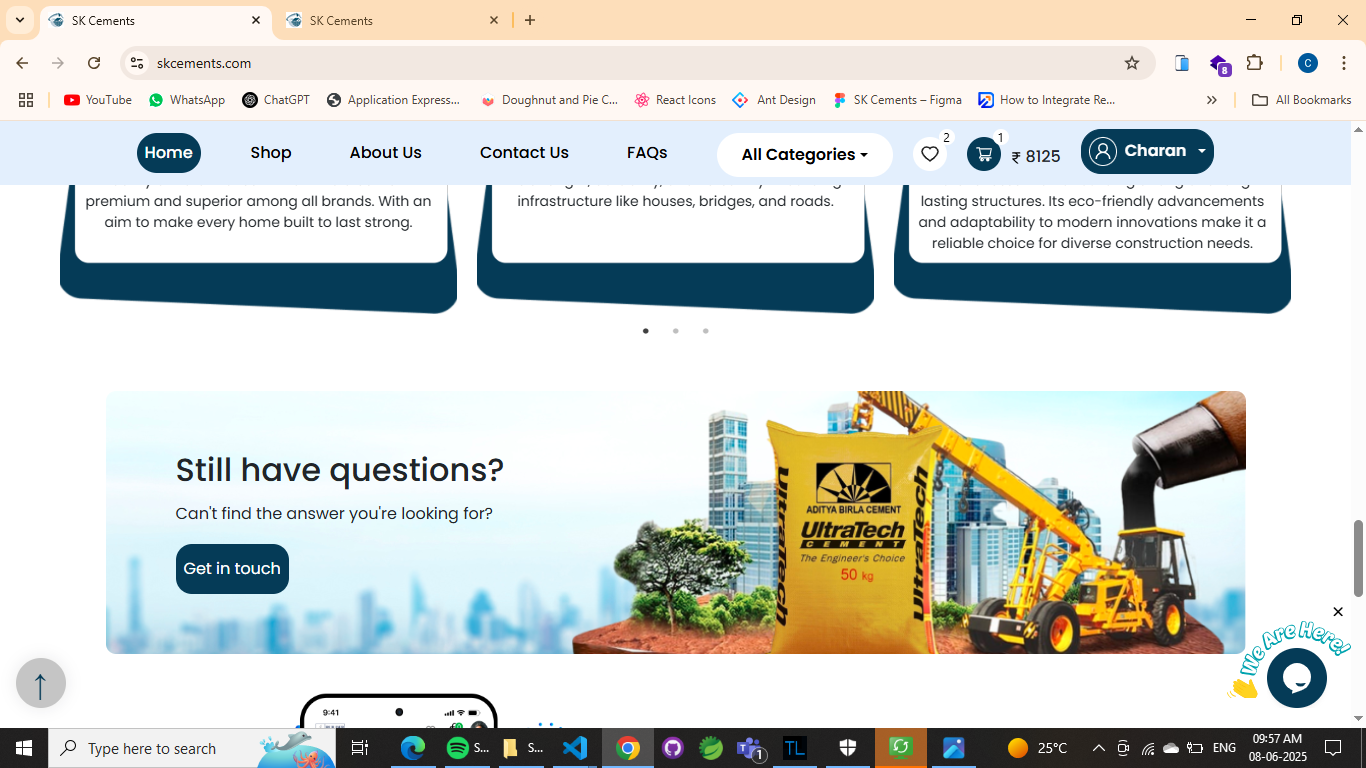 SK Cements
SK Cements
skcements.com
8
C
YouTube
WhatsApp
ChatGPT
Application Express...
Doughnut and Pie C...
React Icons
Ant Design
SK Cements – Figma
How to Integrate Re...
All Bookmarks
Home
Shop
About Us
Contact Us
FAQs
All Categories
2
1
₹ 8125
Charan
premium and superior among all brands. With an
aim to make every home built to last strong.
infrastructure like houses, bridges, and roads.
lasting structures. Its eco-friendly advancements
and adaptability to modern innovations make it a
reliable choice for diverse construction needs.
Still have questions?
Can't find the answer you're looking for?
Get in touch
ADITYA BIRLA CEMENT
UltraTech
CEMENT
The Engineer's Choice
50 kg
Ultratech
UltraTech
We Are Here!
9:41
Type here to search
S...
S...
1
TL
25°C
ENG
09:57 AM
08-06-2025